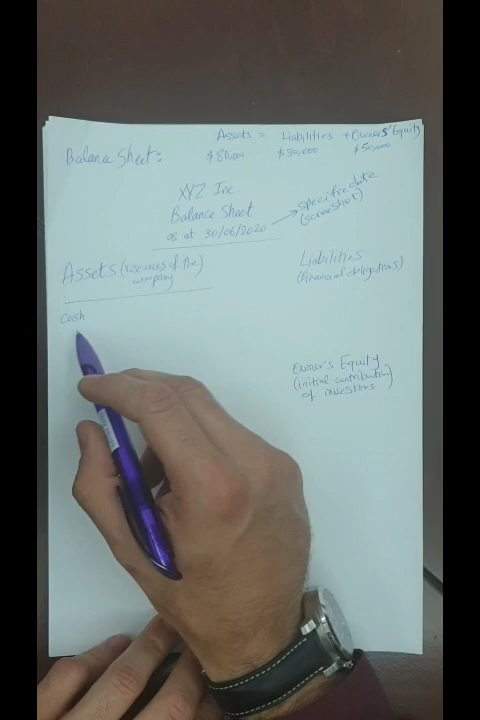 Assets = Liabilities + Owner's Equity
Balance Sheet: $80,000 $30,000 $50,000
XYZ Inc.
Balance Sheet
as at 30/06/2020
specific date
(screenshot)
Assets (resources of the
company)
Liabilities
(financial obligations)
Cash
Owner's Equity
(initial contribution
of investors